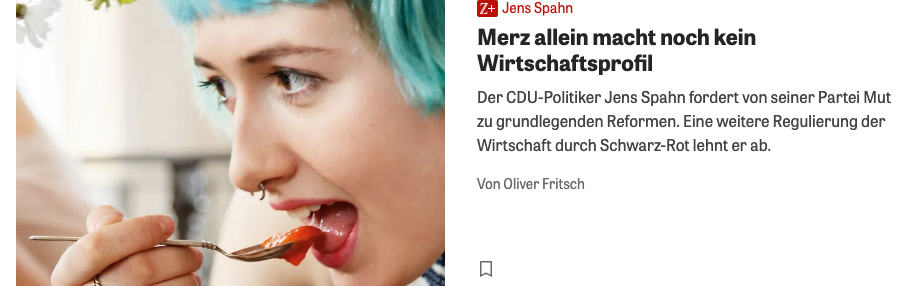 Z+ Jens Spahn
Merz allein macht noch kein
Wirtschaftsprofil
Der CDU-Politiker Jens Spahn fordert von seiner Partei Mut
zu grundlegenden Reformen. Eine weitere Regulierung der
Wirtschaft durch Schwarz-Rot lehnt er ab.
Von Oliver Fritsch